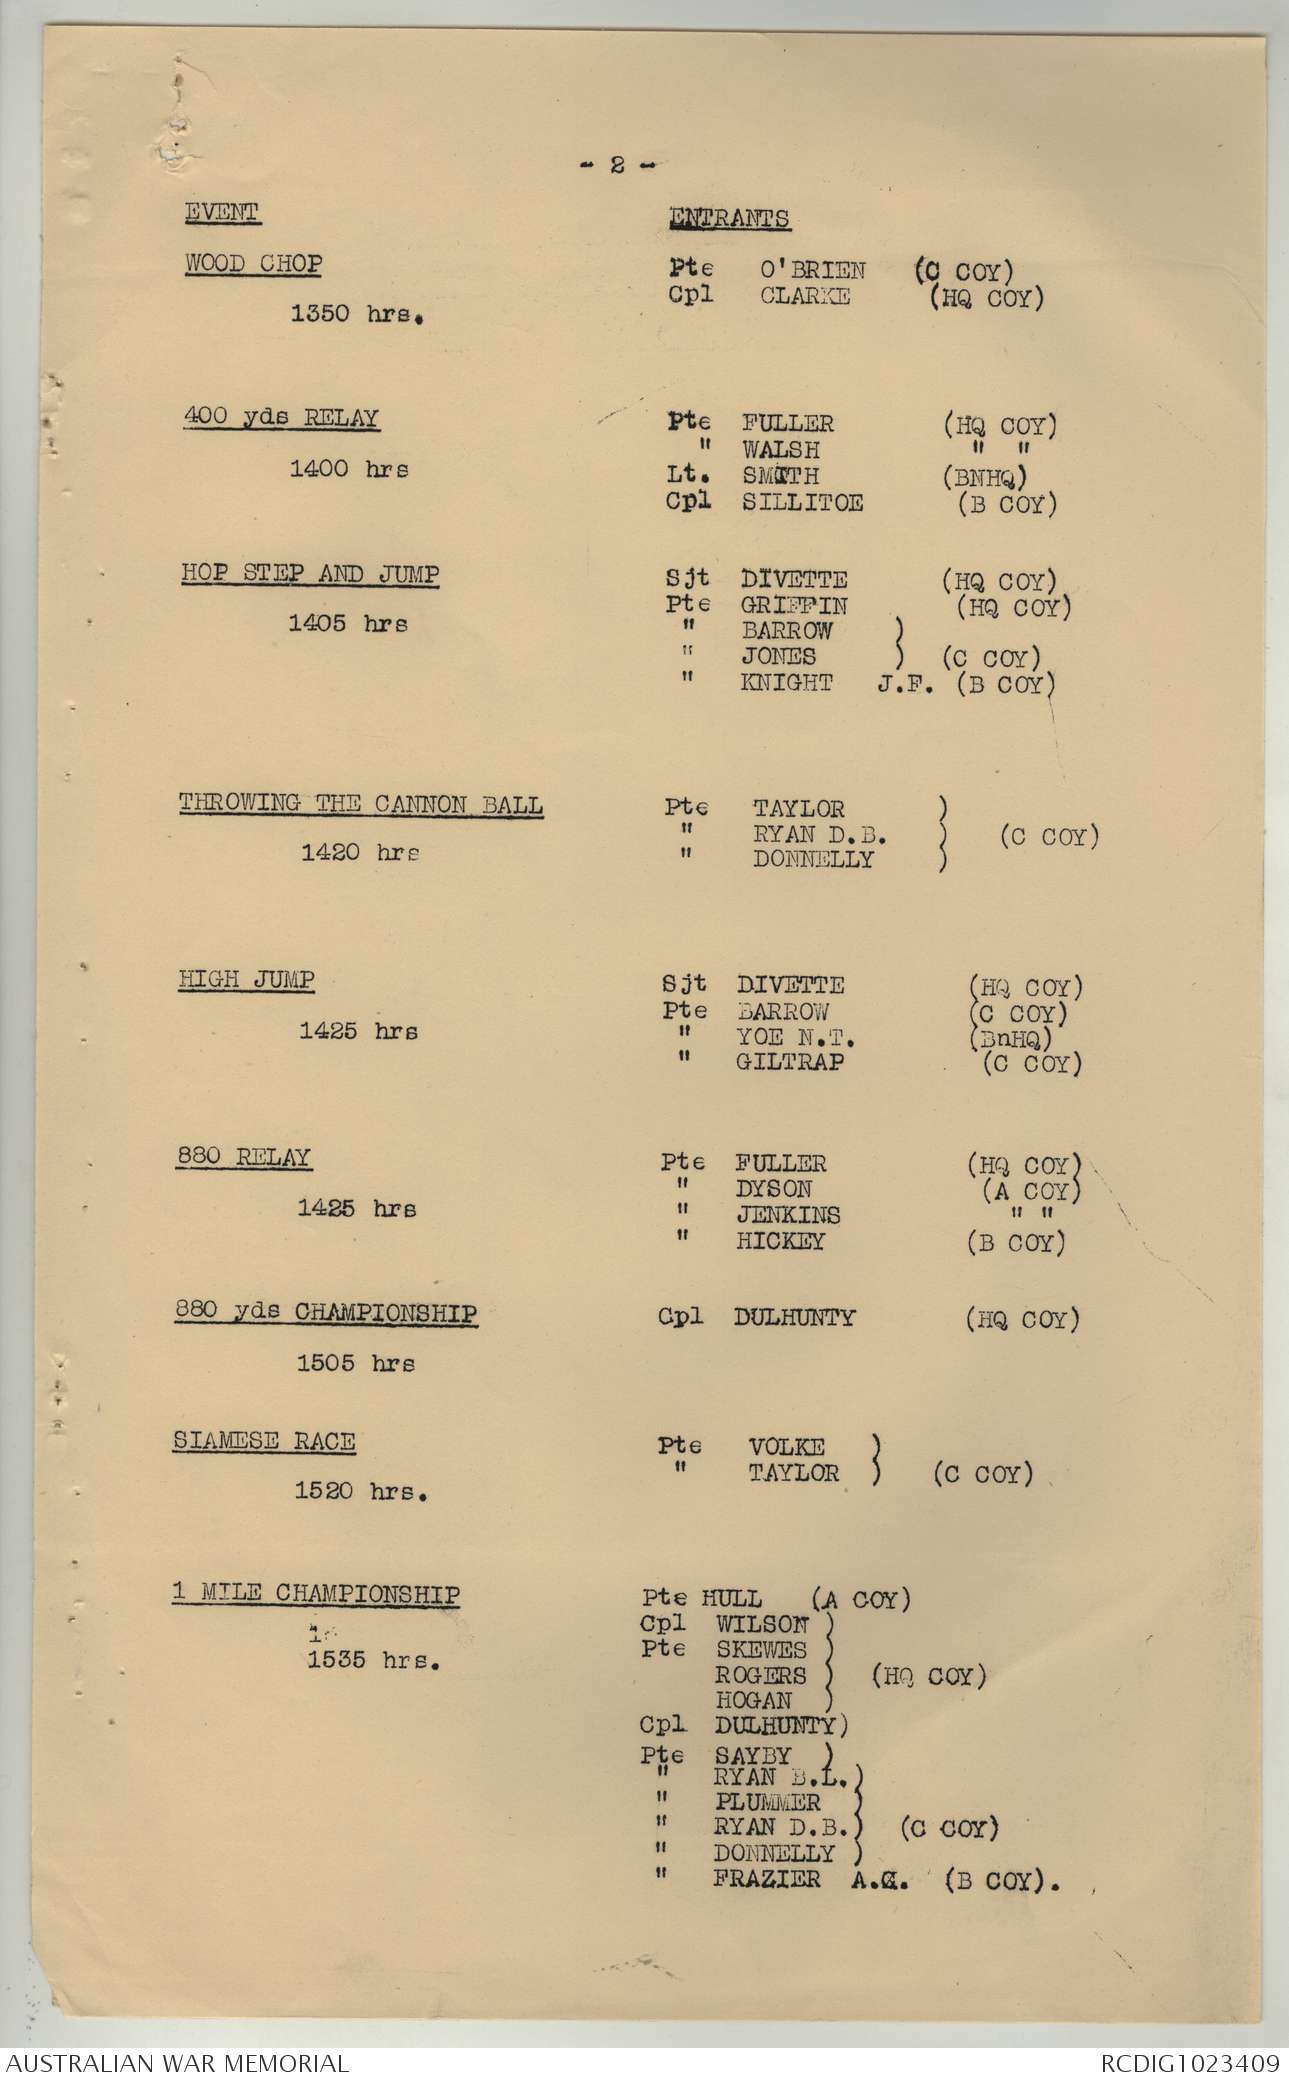 - 2 -
EVENT ENTRANTS
WOOD CHOP Pte O'BRIEN (C COY)
1350 hrs. Cpl CLARKE (HQ COY)
400 yds RELAY Pte FULLER (HQ COY)
" WALSH " "
1400 hrs Lt. SMITH (BNHQ)
Cpl SILLITOE (B COY)
HOP STEP AND JUMP Sjt DIVETTE (HQ COY)
Pte GRIFFIN (HQ COY)
1405 hrs " BARROW )
" JONES ) (C COY)
" KNIGHT J.F. (B COY)
THROWING THE CANNON BALL Pte TAYLOR )
" RYAN D.B. ) (C COY)
1420 hrs " DONNELLY )
HIGH JUMP Sjt DIVETTE (HQ COY)
Pte BARROW (C COY)
1425 hrs " YOE N.T. (BnHQ)
" GILTRAP (C COY)
880 RELAY Pte FULLER (HQ COY)
" DYSON (A COY)
1425 hrs " JENKINS " "
" HICKEY (B COY)
880 yds CHAMPIONSHIP Cpl DULHUNTY (HQ COY)
1505 hrs
SIAMESE RACE Pte VOLKE )
" TAYLOR ) (C COY)
1520 hrs.
1 MILE CHAMPIONSHIP Pte HULL (A COY)
Cpl WILSON )
Pte SKEWES )
1535 hrs. ROGERS ) (HQ COY)
HOGAN )
Cpl DULHUNTY)
Pte SAYBY )
" RYAN B.L.)
" PLUMMER )
" RYAN D.B.) (C COY)
" DONNELLY )
" FRAZIER A.G. (B COY).
AUSTRALIAN WAR MEMORIAL RCDIG1023409